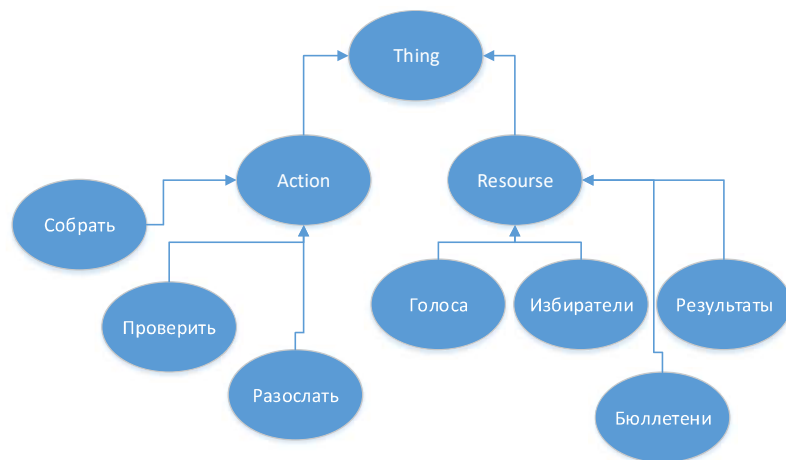 Thing
Action
Resourse
Собрать
Голоса
Избиратели
Результаты
Проверить
Разослать
Бюллетени